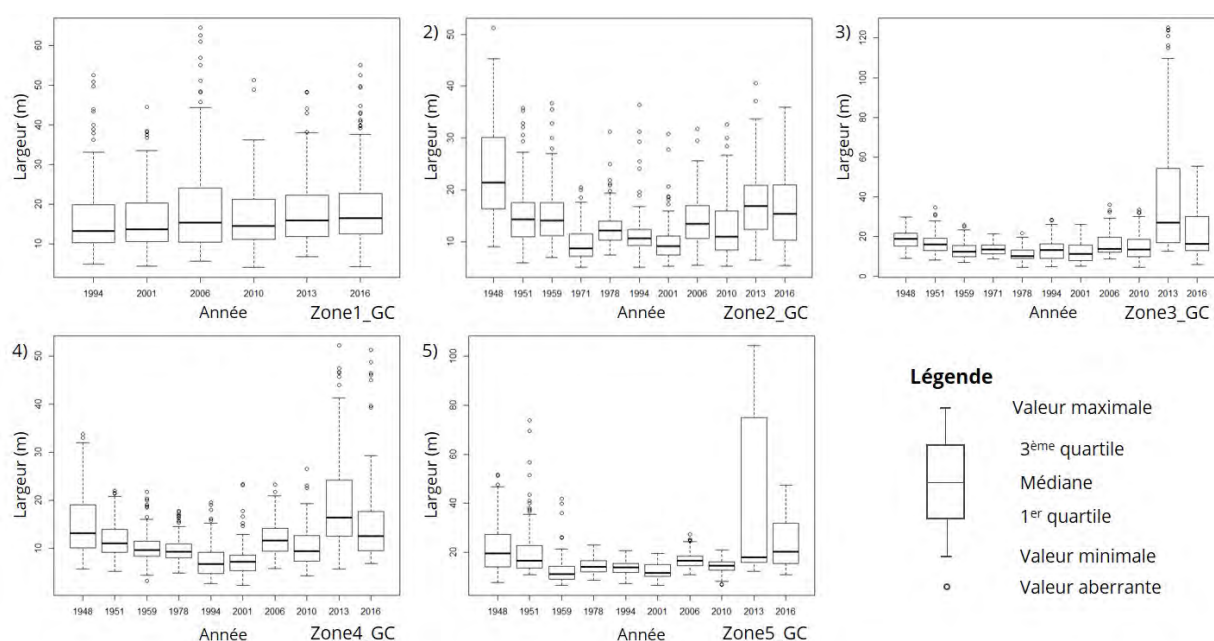 Largeur (m)
60
50
40
30
20
10
1994 2001 2006 2010 2013 2016
Année Zone1_GC
2)
Largeur (m)
50
40
30
20
10
1948 1951 1959 1971 1978 1994 2001 2006 2010 2013 2016
Année Zone2_GC
3)
Largeur (m)
120
100
80
60
40
20
0
1948 1951 1959 1971 1978 1994 2001 2006 2010 2013 2016
Année Zone3_GC
4)
Largeur (m)
50
40
30
20
10
1948 1951 1959 1978 1994 2001 2006 2010 2013 2016
Année Zone4_GC
5)
Largeur (m)
100
80
60
40
20
1948 1951 1959 1978 1994 2001 2006 2010 2013 2016
Année Zone5_GC
Légende
Valeur maximale
3ème quartile
Médiane
1er quartile
Valeur minimale
Valeur aberrante